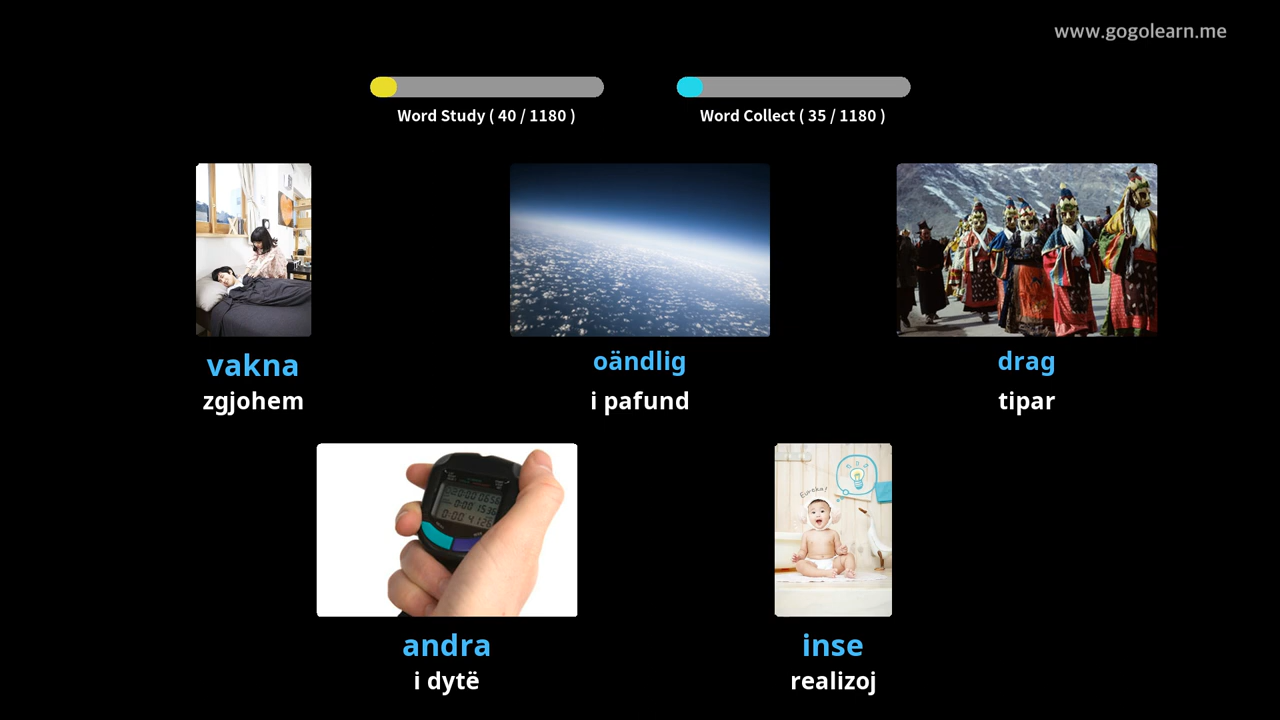 www.gogolearn.me
Word Study ( 40 / 1180 )
Word Collect ( 35 / 1180 )
vakna
zgjohem
oändlig
i pafund
drag
tipar
Eureka!
andra
i dytë
inse
realizoj